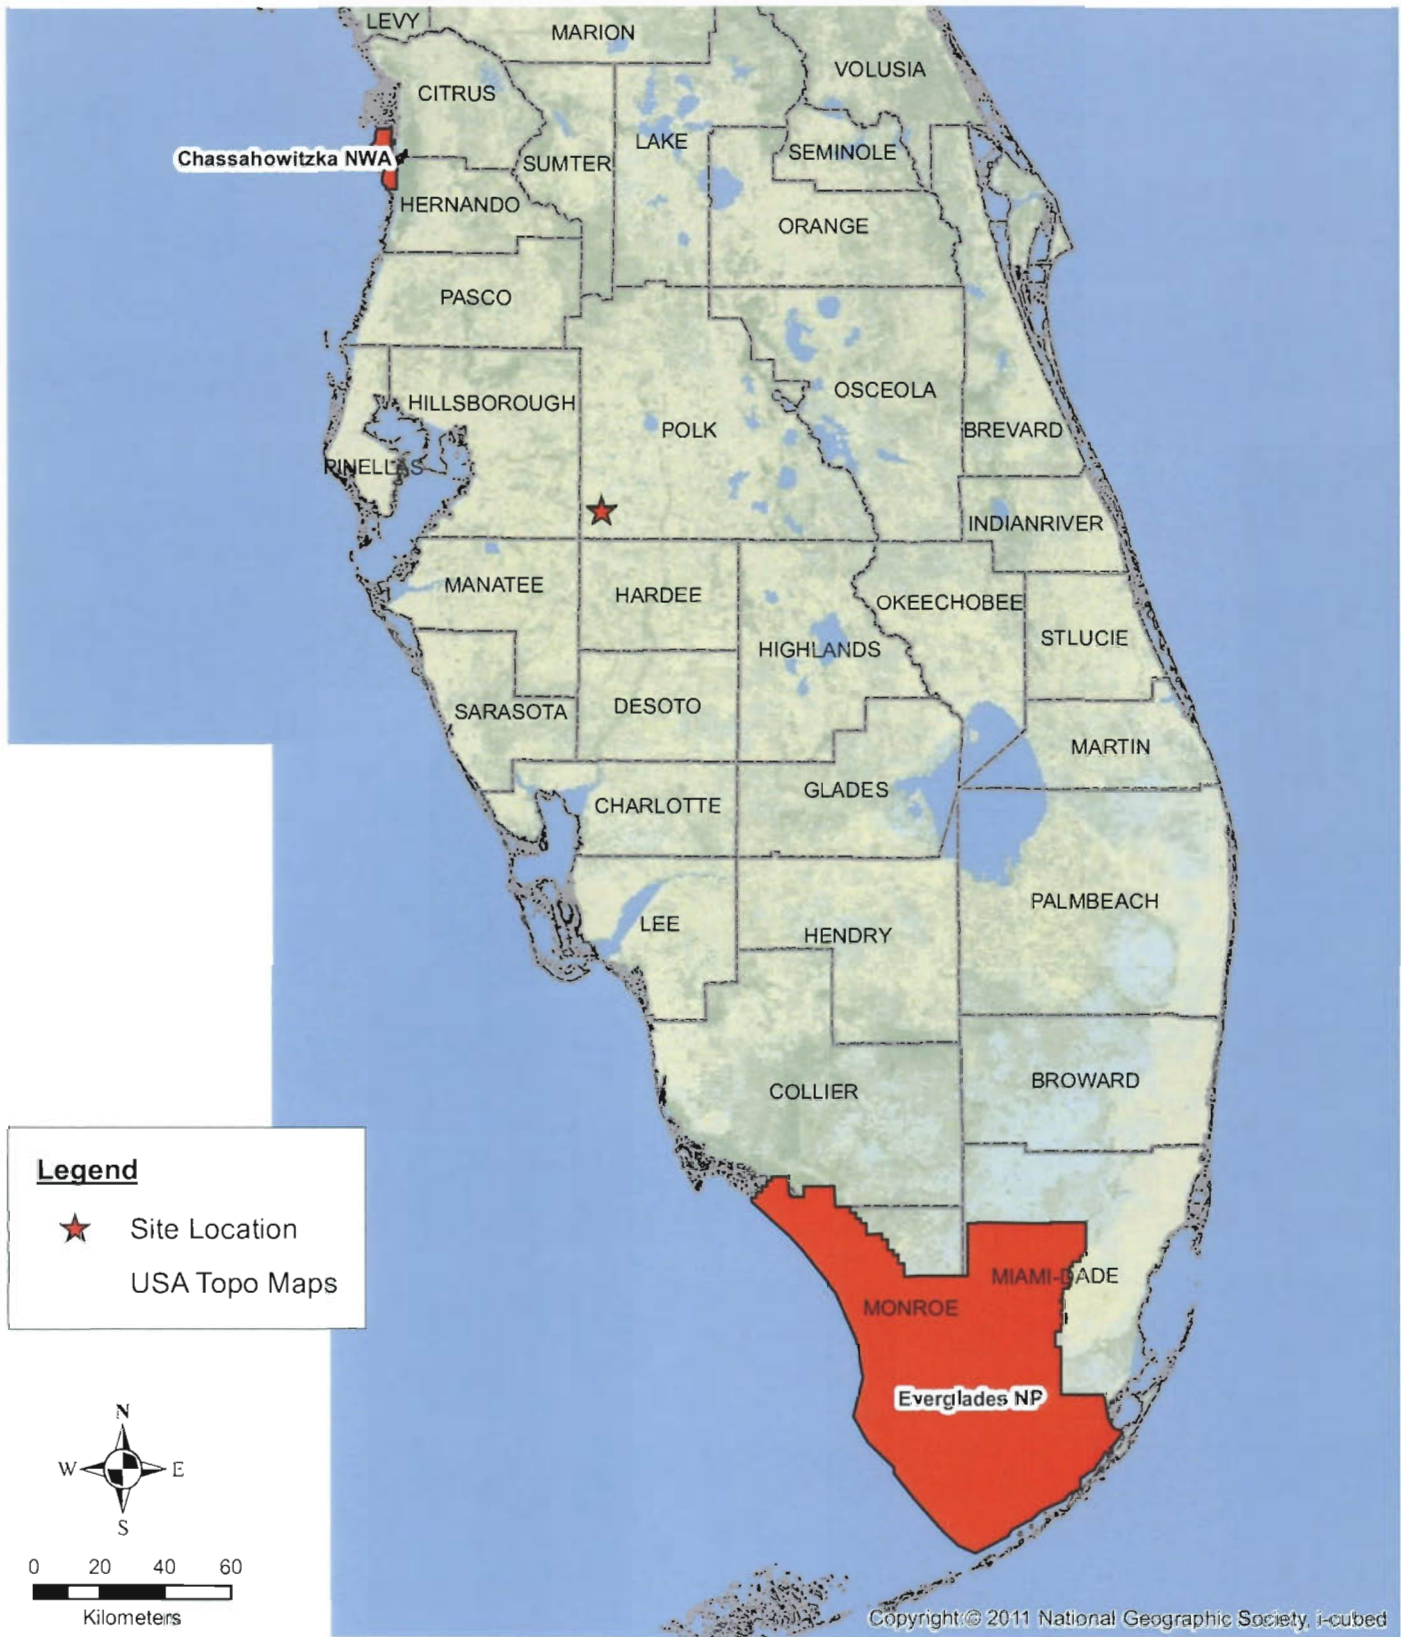 LEVY
MARION
VOLUSIA
CITRUS
LAKE
Chassahowitzka NWA
SUMTER
SEMINOLE
HERNANDO
ORANGE
PASCO
OSCEOLA
HILLSBOROUGH
POLK
BREVARD
PINELLAS
INDIANRIVER
MANATEE
HARDEE
OKEECHOBEE
STLUCIE
HIGHLANDS
SARASOTA
DESOTO
MARTIN
GLADES
CHARLOTTE
PALMBEACH
LEE
HENDRY
COLLIER
BROWARD
MIAMI-DADE
MONROE
Everglades NP
Legend
Site Location
USA Topo Maps
N
W E
S
0 20 40 60
Kilometers
Copyright:© 2011 National Geographic Society, i-cubed